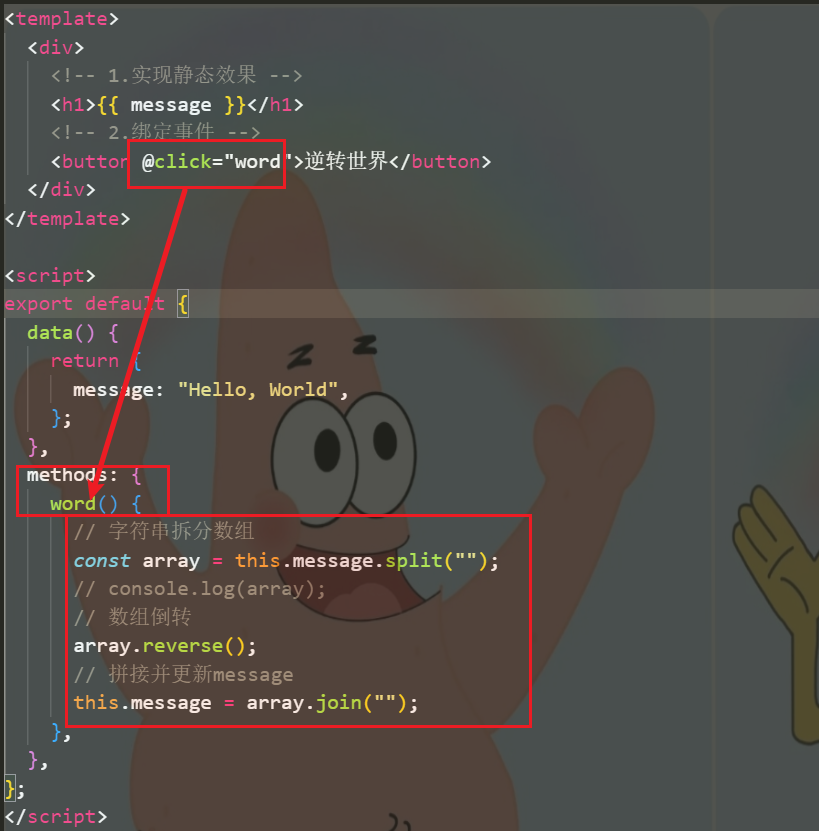 <template>
<div>
<!-- 1.实现静态效果 -->
<h1>{{ message }}</h1>
<!-- 2.绑定事件 -->
<button @click="word">逆转世界</button>
</div>
</template>
<script>
export default {
data() {
return {
message: "Hello, World",
};
},
methods: {
word() {
// 字符串拆分数组
const array = this.message.split("");
// console.log(array);
// 数组倒转
array.reverse();
// 拼接并更新message
this.message = array.join("");
},
},
};
</script>